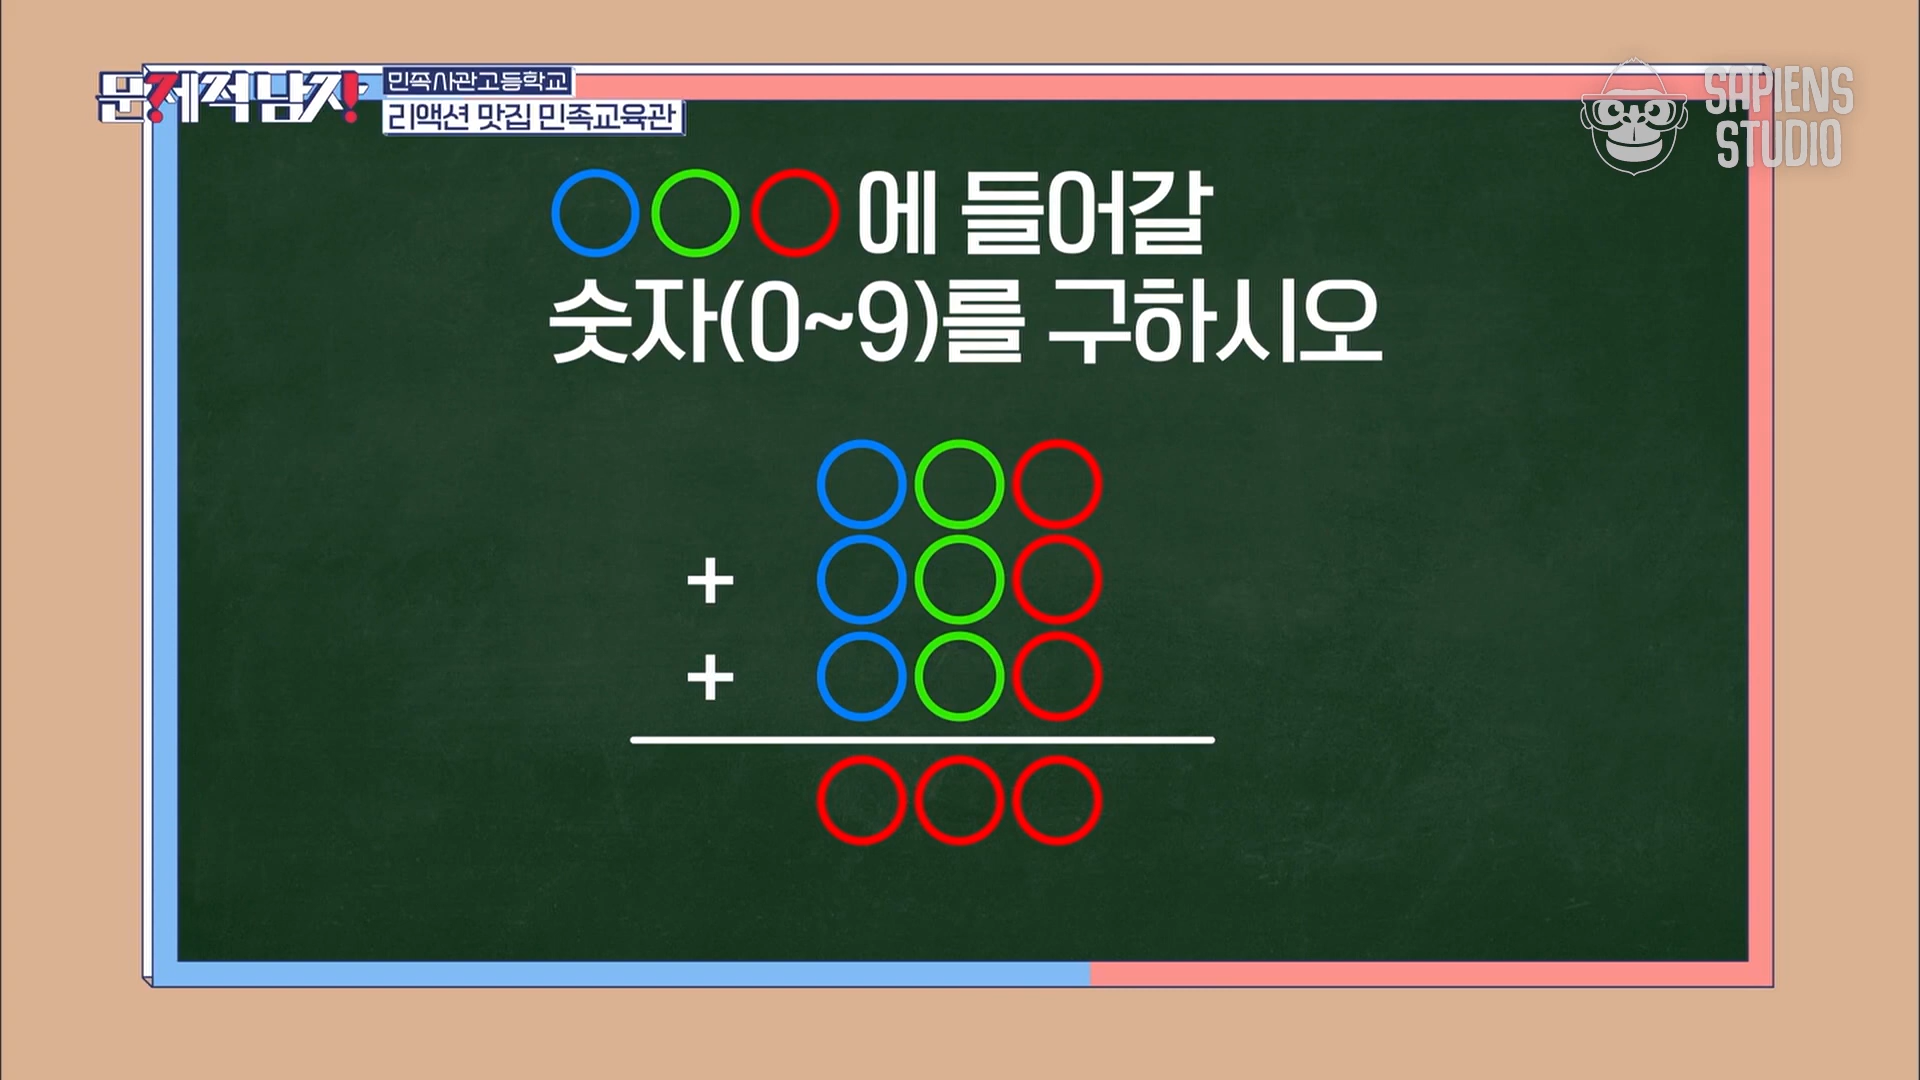 문제적 남자
민족사관고등학교
리액션 맛집 민족교육관
SAPIENS
STUDIO
에 들어갈
숫자(0~9)를 구하시오
+
+